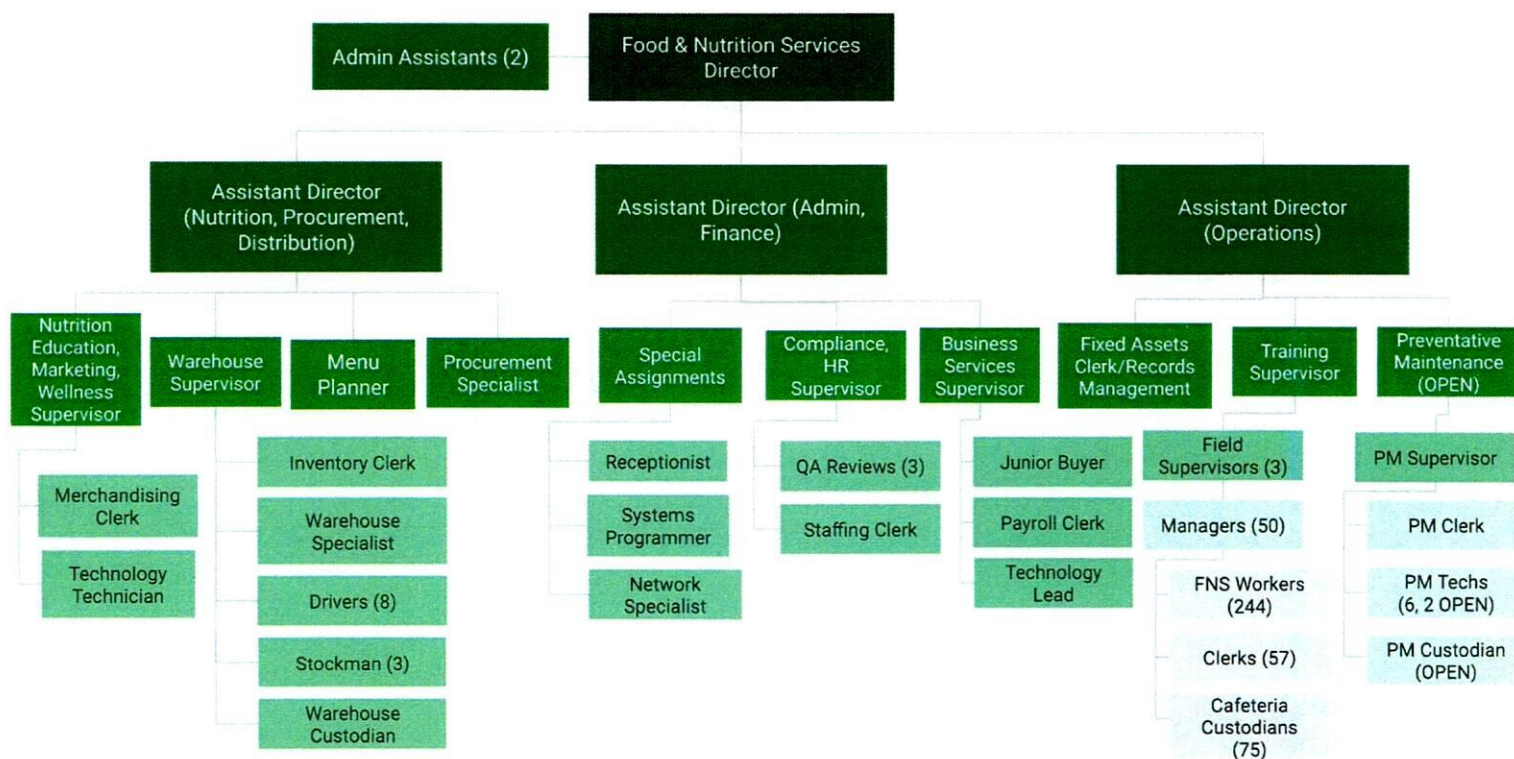 Admin Assistants (2)
Food & Nutrition Services
Director
Assistant Director
(Nutrition, Procurement,
Distribution)
Assistant Director (Admin,
Finance)
Assistant Director
(Operations)
Nutrition
Education,
Marketing,
Wellness
Supervisor
Warehouse
Supervisor
Menu
Planner
Procurement
Specialist
Special
Assignments
Compliance,
HR
Supervisor
Business
Services
Supervisor
Fixed Assets
Clerk/Records
Management
Training
Supervisor
Preventative
Maintenance
(OPEN)
Merchandising
Clerk
Technology
Technician
Inventory Clerk
Warehouse
Specialist
Drivers (8)
Stockman (3)
Warehouse
Custodian
Receptionist
Systems
Programmer
Network
Specialist
QA Reviews (3)
Staffing Clerk
Junior Buyer
Payroll Clerk
Technology
Lead
Field
Supervisors (3)
Managers (50)
FNS Workers
(244)
Clerks (57)
Cafeteria
Custodians
(75)
PM Supervisor
PM Clerk
PM Techs
(6, 2 OPEN)
PM Custodian
(OPEN)